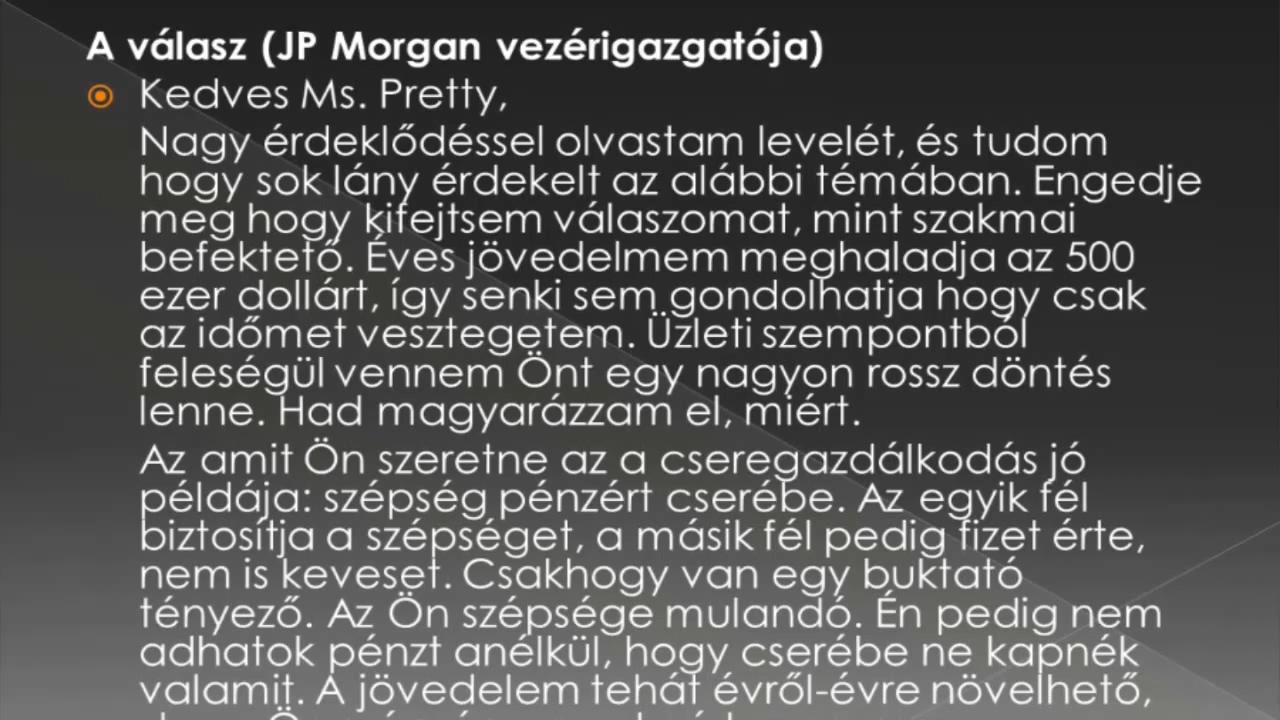 A válasz (JP Morgan vezérigazgatója)
Kedves Ms. Pretty,
Nagy érdeklődéssel olvastam levelét, és tudom
hogy sok lány érdekelt az alábbi témában. Engedje
meg hogy kifejtsem válaszomat, mint szakmai
befektető. Éves jövedelmem meghaladja az 500
ezer dollárt, így senki sem gondolhatja hogy csak
az időmet vesztegetem. Üzleti szempontból
feleségül vennem Önt egy nagyon rossz döntés
lenne. Had magyarázzam el, miért.
Az amit Ön szeretne az a cseregazdálkodás jó
példája: szépség pénzért cserébe. Az egyik fél
biztosítja a szépséget, a másik fél pedig fizet érte,
nem is keveset. Csakhogy van egy buktató
tényező. Az Ön szépsége mulandó. Én pedig nem
adhatok pénzt anélkül, hogy cserébe ne kapnék
valamit. A jövedelem tehát évről-évre növelhető,